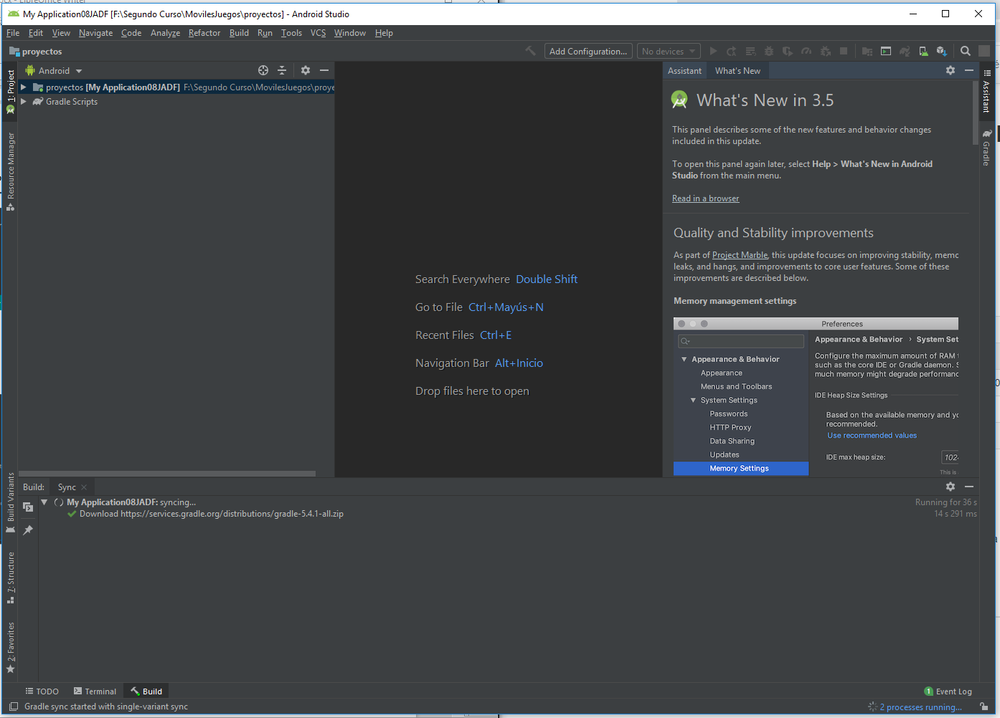 My Application08JADF [F:\Segundo Curso\MovilesJuegos\proyectos] - Android Studio
File Edit View Navigate Code Analyze Refactor Build Run Tools VCS Window Help
proyectos
Add Configuration...
No devices
1: Project
Resource Manager
Build Variants
7: Structure
2: Favorites
Android
proyectos [My Application08JADF] F:\Segundo Curso\MovilesJuegos\proye
Gradle Scripts
Search Everywhere Double Shift
Go to File Ctrl+Mayús+N
Recent Files Ctrl+E
Navigation Bar Alt+Inicio
Drop files here to open
Assistant What's New
What's New in 3.5
This panel describes some of the new features and behavior changes
included in this update.
To open this panel again later, select Help > What's New in Android
Studio from the main menu.
Read in a browser
Quality and Stability improvements
As part of Project Marble, this update focuses on improving stability, memo
leaks, and hangs, and improvements to core user features. Some of these
improvements are described below.
Memory management settings
Preferences
Appearance & Behavior
Appearance
Menus and Toolbars
System Settings
Passwords
HTTP Proxy
Data Sharing
Updates
Memory Settings
Appearance & Behavior › System Set
Configure the maximum amount of RAM
such as the core IDE or Gradle daemon.
much memory might degrade performanc
IDE Heap Size Settings
Based on the available memory and yo
recommended.
Use recommended values
IDE max heap size:
1024
This is
Assistant
Gradle
Build: Sync
My Application08JADF: syncing... Running for 36 s
Download https://services.gradle.org/distributions/gradle-5.4.1-all.zip 14 s 291 ms
TODO Terminal Build
1 Event Log
Gradle sync started with single-variant sync
2 processes running...